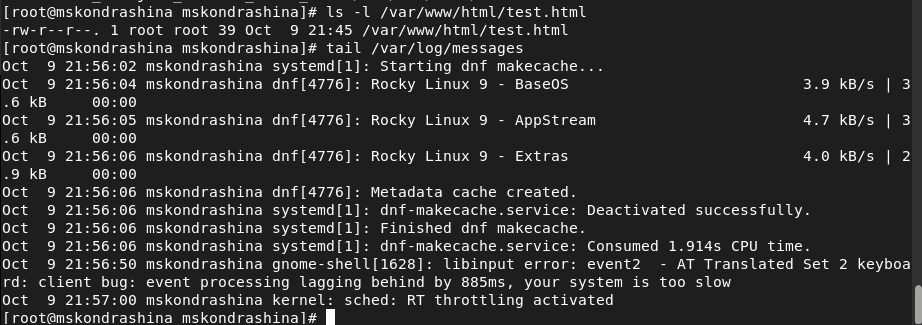 [root@mskondrashina mskondrashina]# ls -l /var/www/html/test.html
-rw-r--r--. 1 root root 39 Oct  9 21:45 /var/www/html/test.html
[root@mskondrashina mskondrashina]# tail /var/log/messages
Oct  9 21:56:02 mskondrashina systemd[1]: Starting dnf makecache...
Oct  9 21:56:04 mskondrashina dnf[4776]: Rocky Linux 9 - BaseOS                          3.9 kB/s | 3
.6 kB     00:00
Oct  9 21:56:05 mskondrashina dnf[4776]: Rocky Linux 9 - AppStream                       4.7 kB/s | 3
.6 kB     00:00
Oct  9 21:56:06 mskondrashina dnf[4776]: Rocky Linux 9 - Extras                          4.0 kB/s | 2
.9 kB     00:00
Oct  9 21:56:06 mskondrashina dnf[4776]: Metadata cache created.
Oct  9 21:56:06 mskondrashina systemd[1]: dnf-makecache.service: Deactivated successfully.
Oct  9 21:56:06 mskondrashina systemd[1]: Finished dnf makecache.
Oct  9 21:56:06 mskondrashina systemd[1]: dnf-makecache.service: Consumed 1.914s CPU time.
Oct  9 21:56:50 mskondrashina gnome-shell[1628]: libinput error: event2  - AT Translated Set 2 keyboa
rd: client bug: event processing lagging behind by 885ms, your system is too slow
Oct  9 21:57:00 mskondrashina kernel: sched: RT throttling activated
[root@mskondrashina mskondrashina]#